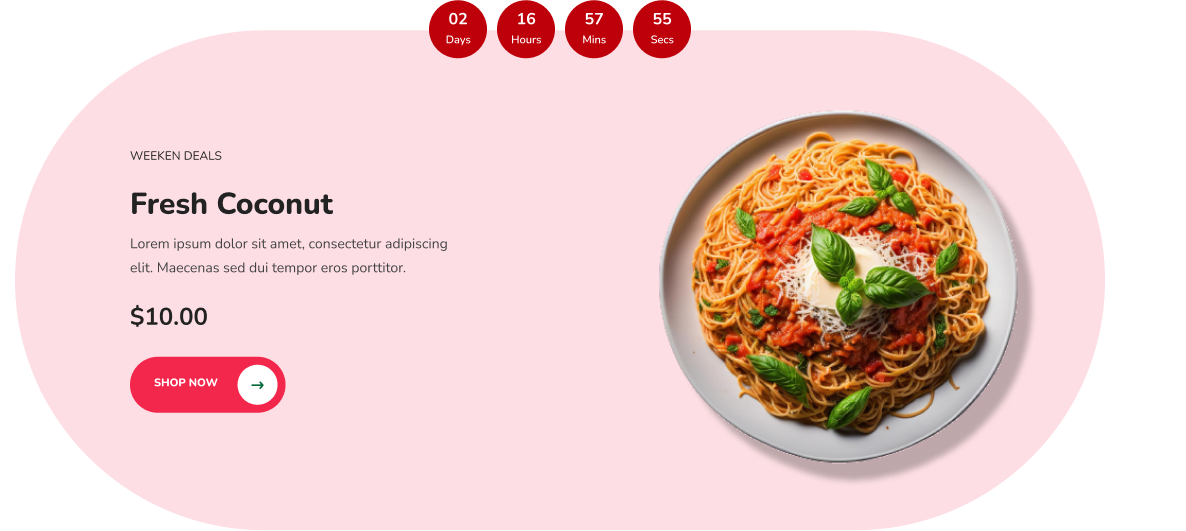 02 16 57 55
Days Hours Mins Secs
WEEKEN DEALS
Fresh Coconut
Lorem ipsum dolor sit amet, consectetur adipiscing
elit. Maecenas sed dui tempor eros porttitor.
$10.00
SHOP NOW